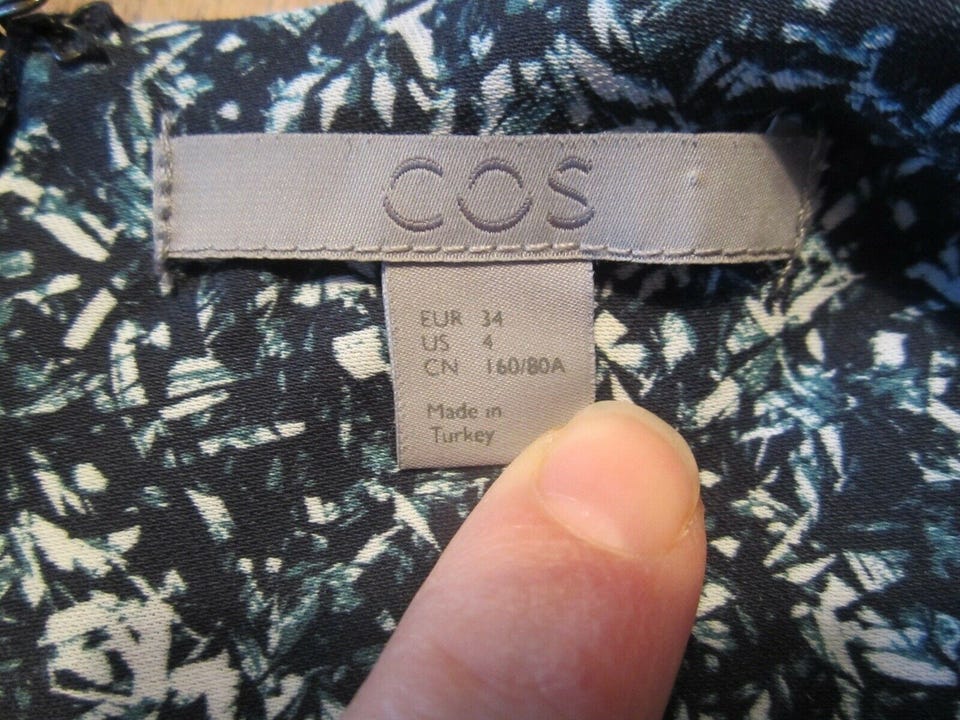 COS
EUR 34
US 4
CN 160/80A
Made in
Turkey